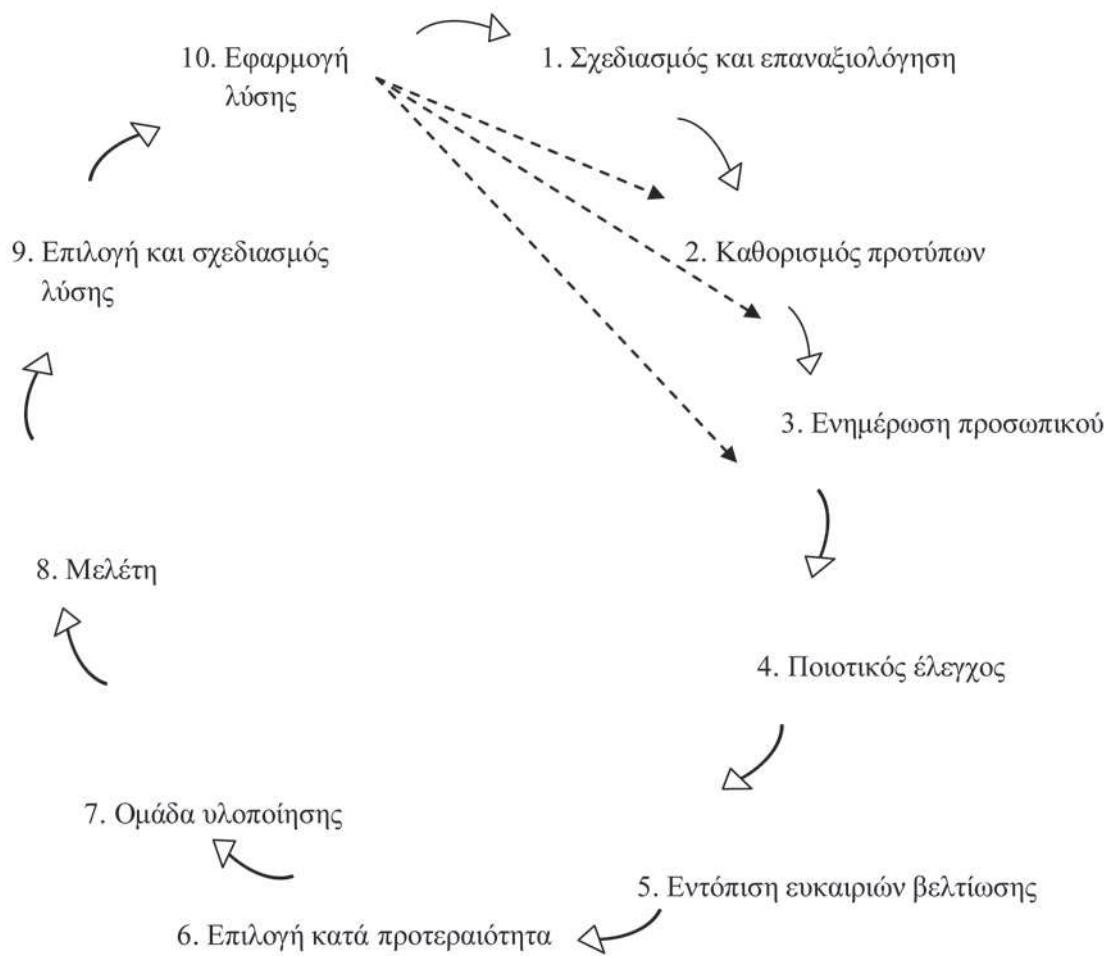 10. Εφαρμογή
λύσης
1. Σχεδιασμός και επαναξιολόγηση
2. Καθορισμός προτύπων
9. Επιλογή και σχεδιασμός
λύσης
3. Ενημέρωση προσωπικού
8. Μελέτη
4. Ποιοτικός έλεγχος
7. Ομάδα υλοποίησης
5. Εντόπιση ευκαιριών βελτίωσης
6. Επιλογή κατά προτεραιότητα